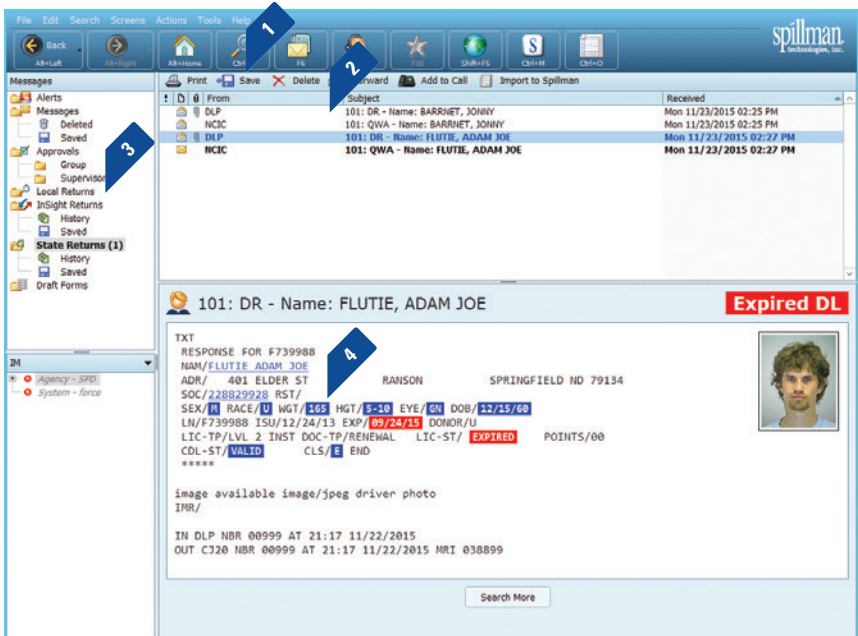 File Edit Search Screens Actions Tools Help
Back
Alt+Left
Alt+Right
Alt+Home
F6
F10
Shift+F5
S
Ctrl+M
Ctrl+O
spillman
technologies, inc.
1
2
3
4
Messages
Alerts
Messages
Deleted
Saved
Approvals
Group
Supervisor
Local Returns
InSight Returns
History
Saved
State Returns (1)
History
Saved
Draft Forms
IM
Agency - SFD
System - force
Print Save Delete Add to Call Import to Spillman
! From Subject Received
DLP 101: DR - Name: BARRNET, JONNY Mon 11/23/2015 02:25 PM
NCIC 101: QWA - Name: BARRNET, JONNY Mon 11/23/2015 02:25 PM
DLP 101: DR - Name: FLUTIE, ADAM JOE Mon 11/23/2015 02:27 PM
NCIC 101: QWA - Name: FLUTIE, ADAM JOE Mon 11/23/2015 02:27 PM
101: DR - Name: FLUTIE, ADAM JOE Expired DL
TXT
RESPONSE FOR F739988
NAM/FLUTIE ADAM JOE
ADR/ 401 ELDER ST RANSON SPRINGFIELD ND 79134
SOC/228829928 RST/
SEX/M RACE/U WGT/165 HGT/5-10 EYE/GN DOB/12/15/60
LN/F739988 ISU/12/24/13 EXP/09/24/15 DONOR/U
LIC-TP/LVL 2 INST DOC-TP/RENEWAL LIC-ST/ EXPIRED POINTS/00
CDL-ST/VALID CLS/E END
*****
image available image/jpeg driver photo
IMR/
IN DLP NBR 00999 AT 21:17 11/22/2015
OUT CJ20 NBR 00999 AT 21:17 11/22/2015 MRI 038899
Search More